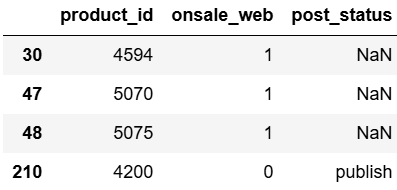 product_id onsale_web post_status
30 4594 1 NaN
47 5070 1 NaN
48 5075 1 NaN
210 4200 0 publish